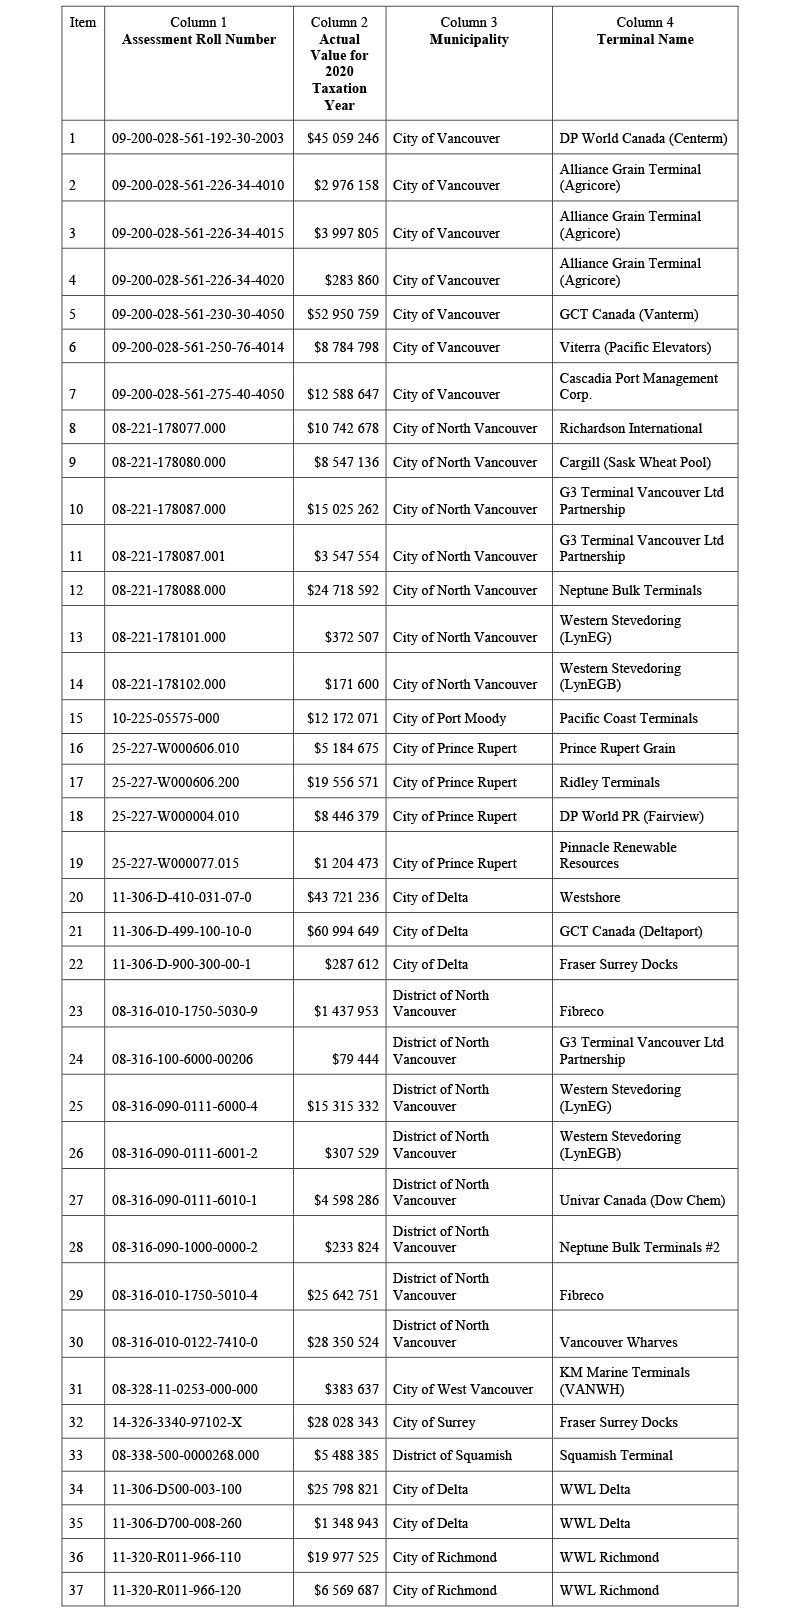 Item Column 1 Column 2 Column 3 Column 4
Assessment Roll Number Actual Municipality Terminal Name
Value for
2020
Taxation
Year
1 09-200-028-561-192-30-2003 $45 059 246 City of Vancouver DP World Canada (Centerm)
Alliance Grain Terminal
2 09-200-028-561-226-34-4010 $2 976 158 City of Vancouver (Agricore)
Alliance Grain Terminal
3 09-200-028-561-226-34-4015 $3 997 805 City of Vancouver (Agricore)
Alliance Grain Terminal
4 09-200-028-561-226-34-4020 $283 860 City of Vancouver (Agricore)
5 09-200-028-561-230-30-4050 $52 950 759 City of Vancouver GCT Canada (Vanterm)
6 09-200-028-561-250-76-4014 $8 784 798 City of Vancouver Viterra (Pacific Elevators)
Cascadia Port Management
7 09-200-028-561-275-40-4050 $12 588 647 City of Vancouver Corp.
8 08-221-178077.000 $10 742 678 City of North Vancouver Richardson International
9 08-221-178080.000 $8 547 136 City of North Vancouver Cargill (Sask Wheat Pool)
G3 Terminal Vancouver Ltd
10 08-221-178087.000 $15 025 262 City of North Vancouver Partnership
G3 Terminal Vancouver Ltd
11 08-221-178087.001 $3 547 554 City of North Vancouver Partnership
12 08-221-178088.000 $24 718 592 City of North Vancouver Neptune Bulk Terminals
Western Stevedoring
13 08-221-178101.000 $372 507 City of North Vancouver (LynEG)
Western Stevedoring
14 08-221-178102.000 $171 600 City of North Vancouver (LynEGB)
15 10-225-05575-000 $12 172 071 City of Port Moody Pacific Coast Terminals
16 25-227-W000606.010 $5 184 675 City of Prince Rupert Prince Rupert Grain
17 25-227-W000606.200 $19 556 571 City of Prince Rupert Ridley Terminals
18 25-227-W000004.010 $8 446 379 City of Prince Rupert DP World PR (Fairview)
Pinnacle Renewable
19 25-227-W000077.015 $1 204 473 City of Prince Rupert Resources
20 11-306-D-410-031-07-0 $43 721 236 City of Delta Westshore
21 11-306-D-499-100-10-0 $60 994 649 City of Delta GCT Canada (Deltaport)
22 11-306-D-900-300-00-1 $287 612 City of Delta Fraser Surrey Docks
District of North
23 08-316-010-1750-5030-9 $1 437 953 Vancouver Fibreco
District of North G3 Terminal Vancouver Ltd
24 08-316-100-6000-00206 $79 444 Vancouver Partnership
District of North Western Stevedoring
25 08-316-090-0111-6000-4 $15 315 332 Vancouver (LynEG)
District of North Western Stevedoring
26 08-316-090-0111-6001-2 $307 529 Vancouver (LynEGB)
District of North
27 08-316-090-0111-6010-1 $4 598 286 Vancouver Univar Canada (Dow Chem)
District of North
28 08-316-090-1000-0000-2 $233 824 Vancouver Neptune Bulk Terminals #2
District of North
29 08-316-010-1750-5010-4 $25 642 751 Vancouver Fibreco
District of North
30 08-316-010-0122-7410-0 $28 350 524 Vancouver Vancouver Wharves
KM Marine Terminals
31 08-328-11-0253-000-000 $383 637 City of West Vancouver (VANWH)
32 14-326-3340-97102-X $28 028 343 City of Surrey Fraser Surrey Docks
33 08-338-500-0000268.000 $5 488 385 District of Squamish Squamish Terminal
34 11-306-D500-003-100 $25 798 821 City of Delta WWL Delta
35 11-306-D700-008-260 $1 348 943 City of Delta WWL Delta
36 11-320-R011-966-110 $19 977 525 City of Richmond WWL Richmond
37 11-320-R011-966-120 $6 569 687 City of Richmond WWL Richmond